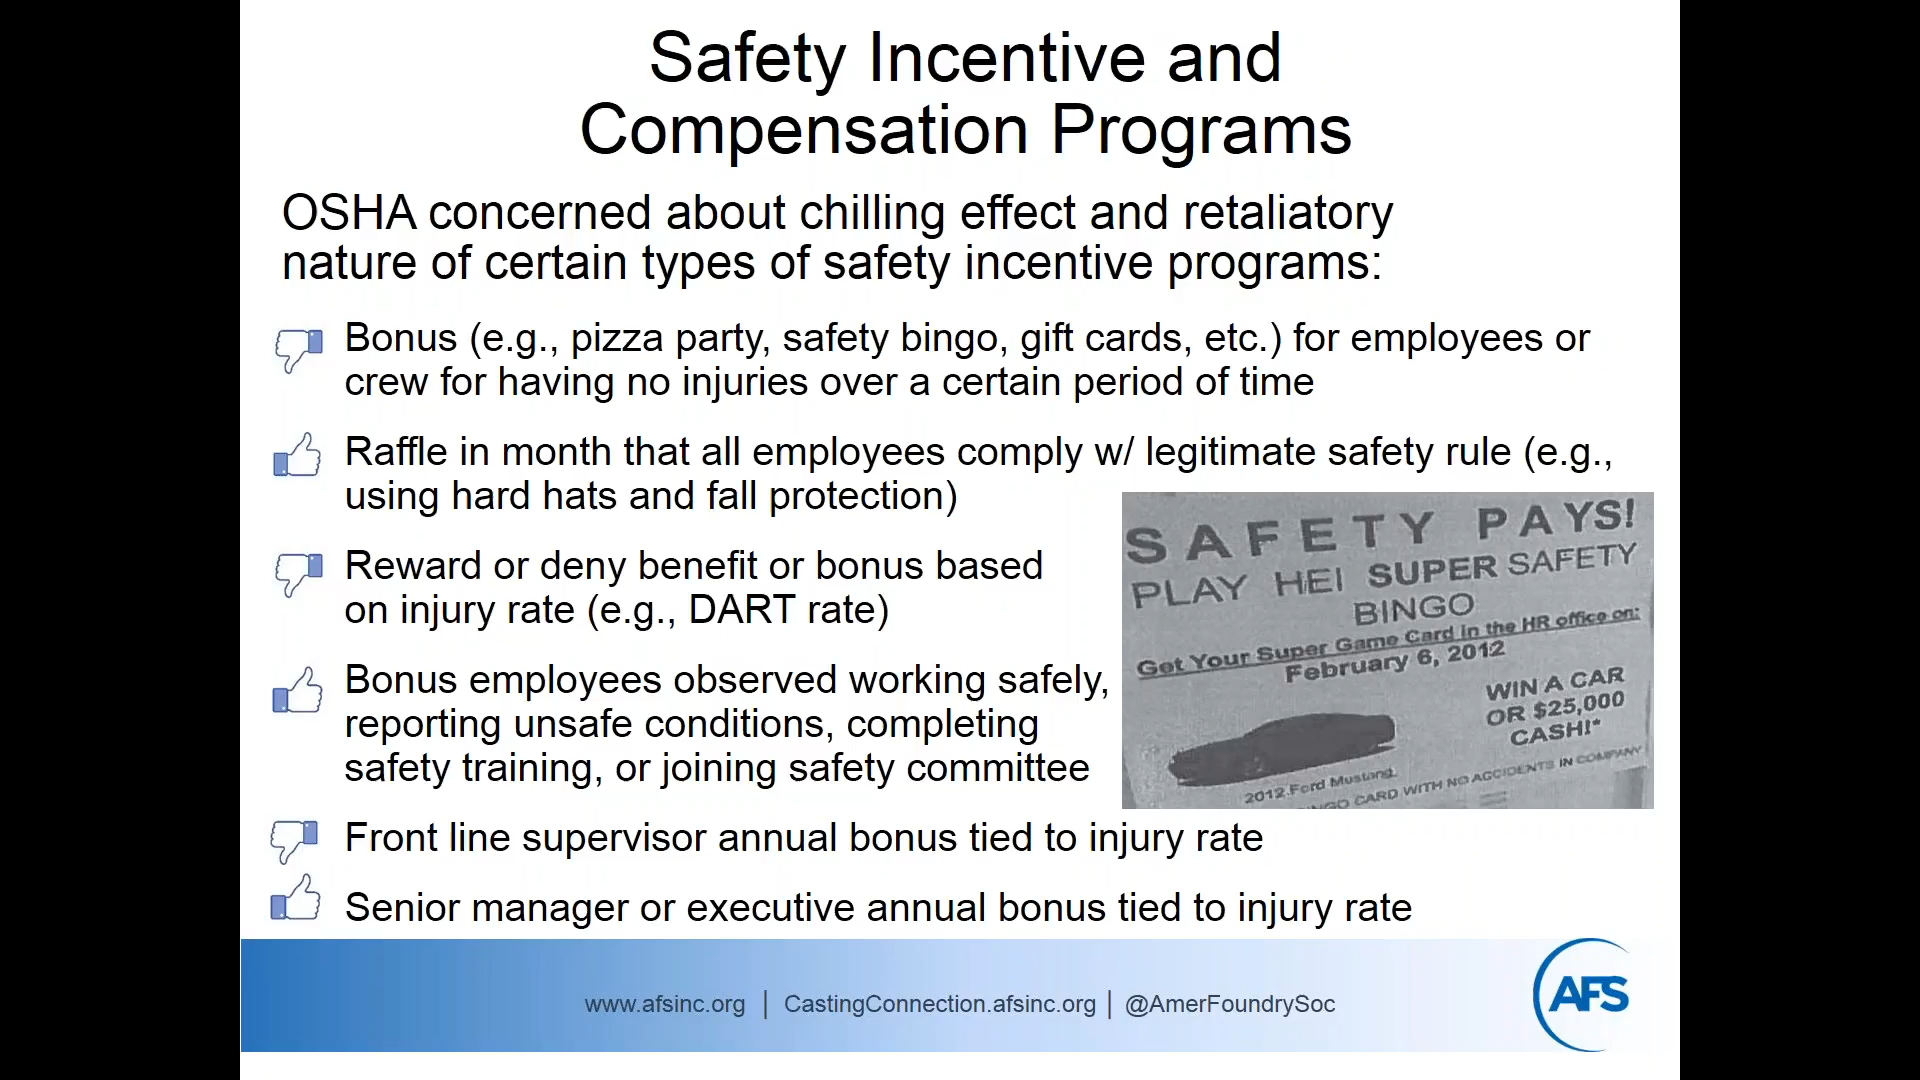 Safety Incentive and
Compensation Programs
OSHA concerned about chilling effect and retaliatory
nature of certain types of safety incentive programs:
Bonus (e.g., pizza party, safety bingo, gift cards, etc.) for employees or
crew for having no injuries over a certain period of time
Raffle in month that all employees comply w/ legitimate safety rule (e.g.,
using hard hats and fall protection)
Reward or deny benefit or bonus based
on injury rate (e.g., DART rate)
Bonus employees observed working safely,
reporting unsafe conditions, completing
safety training, or joining safety committee
Front line supervisor annual bonus tied to injury rate
Senior manager or executive annual bonus tied to injury rate
SAFETY PAYS!
PLAY HEI SUPER SAFETY
BINGO
Get Your Super Game Card in the HR office on:
February 6, 2012
WIN A CAR
OR $25,000
CASH!*
2012 Ford Mustang
CARD WITH NO ACCIDENTS IN COMPANY
www.afsinc.org | CastingConnection.afsinc.org | @AmerFoundrySoc
AFS